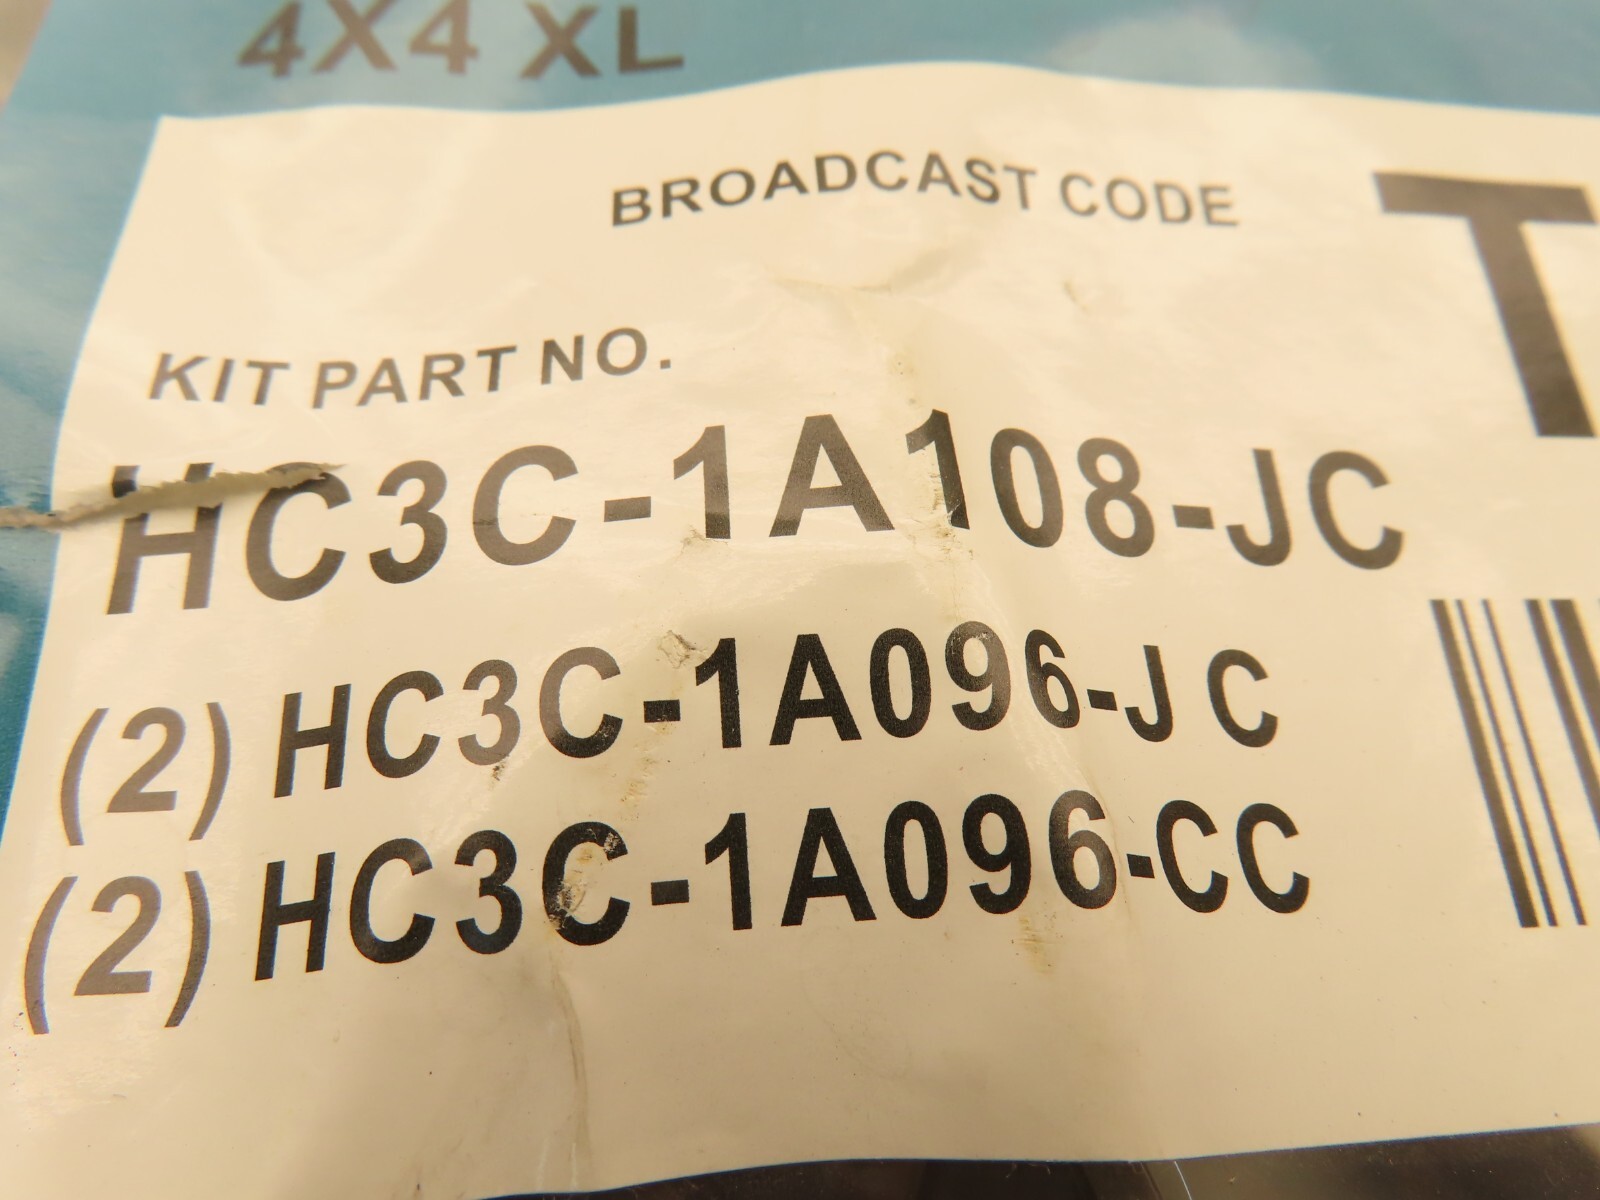 4X4 XL
BROADCAST CODE
T
KIT PART NO.
HC3C-1A108-JC
(2) HC3C-1A096-J C
(2) HC3C-1A096-CC